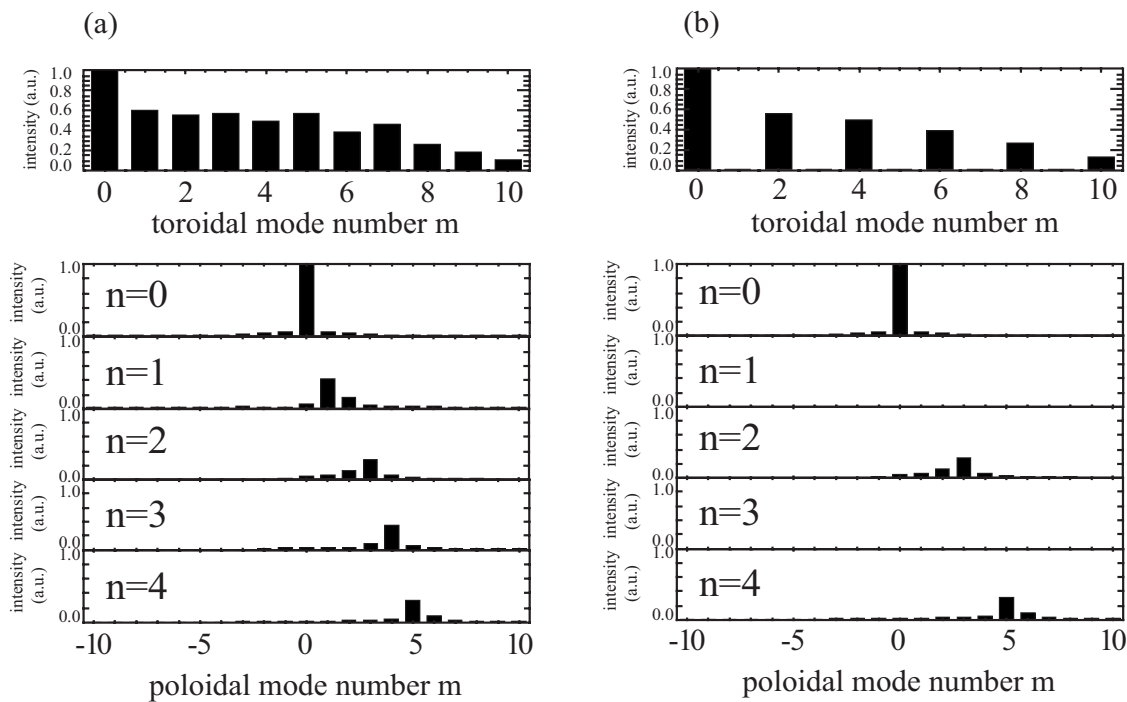 (a)
intensity (a.u.)
1.0
0.8
0.6
0.4
0.2
0.0
0 2 4 6 8 10
toroidal mode number m
intensity (a.u.)
1.0
n=0
0.0
intensity (a.u.)
1.0
n=1
0.0
intensity (a.u.)
1.0
n=2
0.0
intensity (a.u.)
1.0
n=3
0.0
intensity (a.u.)
1.0
n=4
0.0
-10 -5 0 5 10
poloidal mode number m
(b)
intensity (a.u.)
1.0
0.8
0.6
0.4
0.2
0.0
0 2 4 6 8 10
toroidal mode number m
intensity (a.u.)
1.0
n=0
0.0
intensity (a.u.)
1.0
n=1
0.0
intensity (a.u.)
1.0
n=2
0.0
intensity (a.u.)
1.0
n=3
0.0
intensity (a.u.)
1.0
n=4
0.0
-10 -5 0 5 10
poloidal mode number m